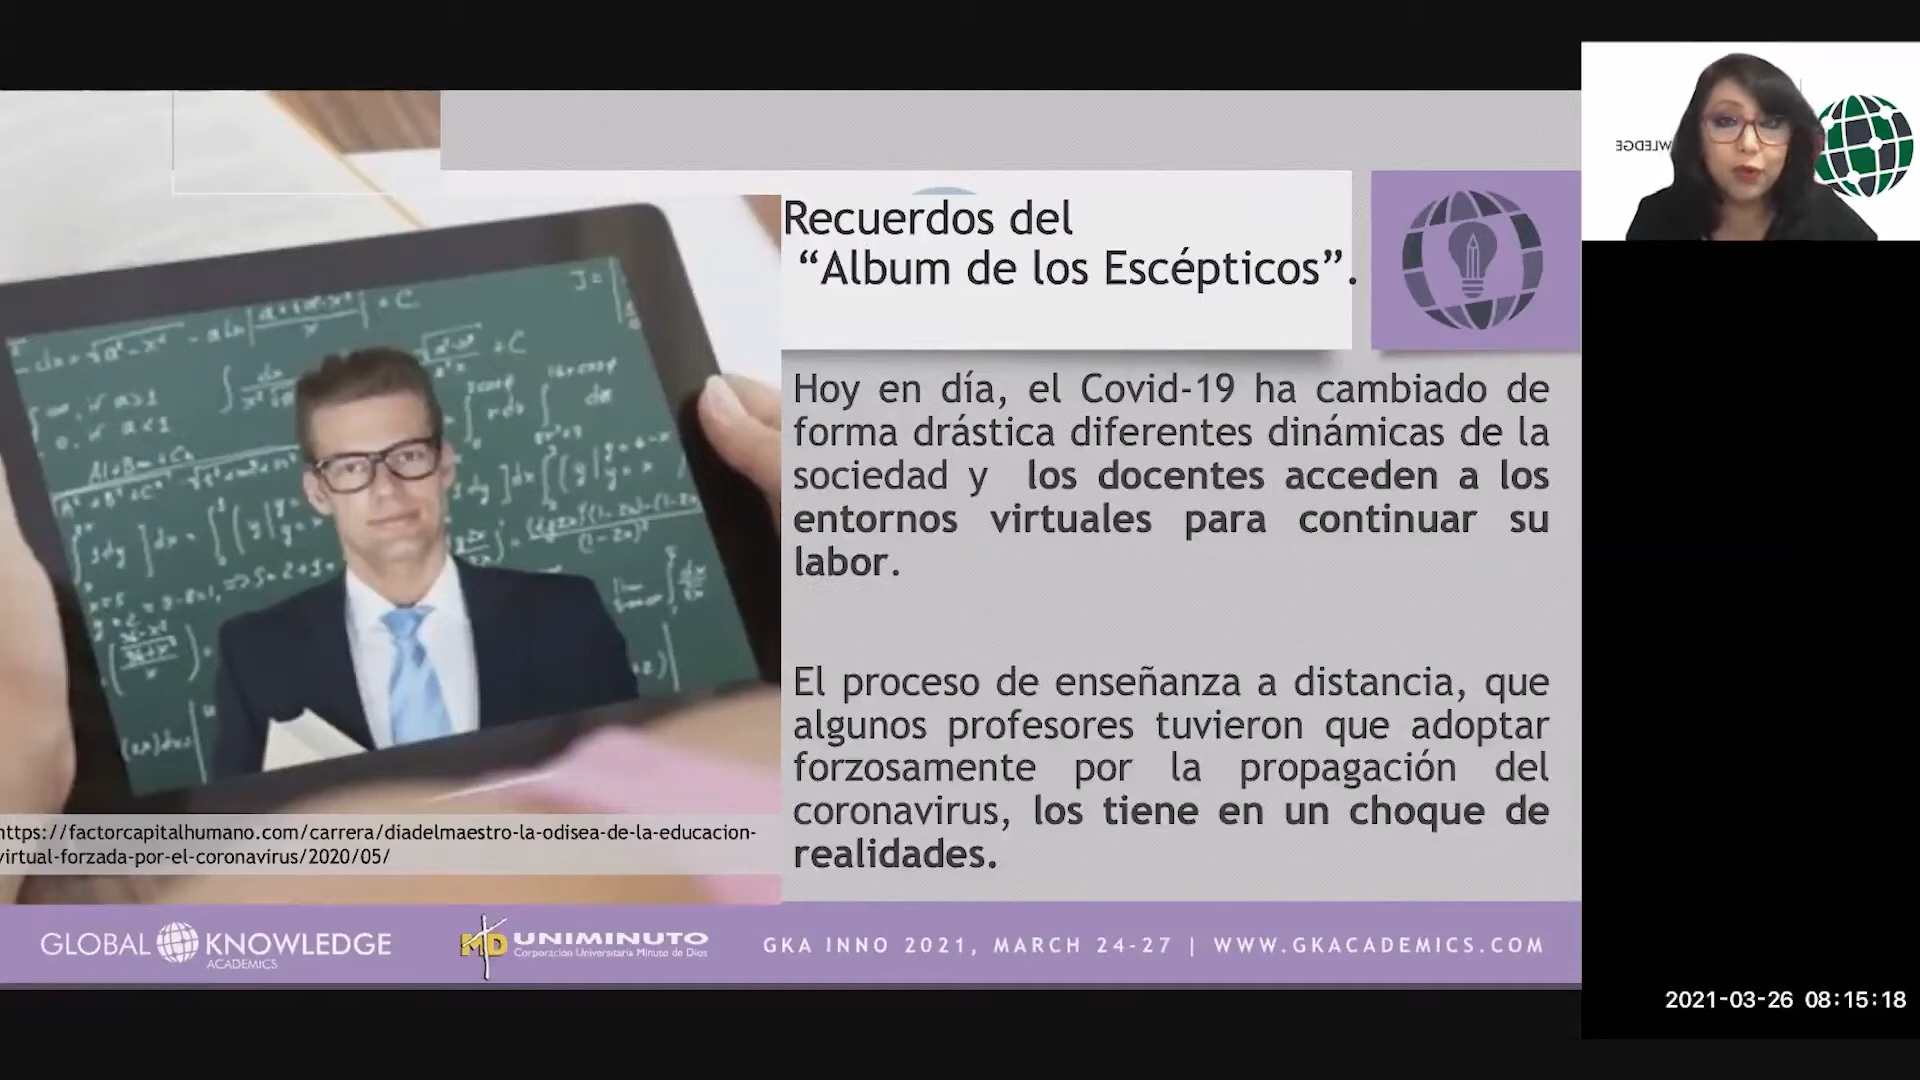 Recuerdos del
“Album de los Escépticos”.
Hoy en día, el Covid-19 ha cambiado de
forma drástica diferentes dinámicas de la
sociedad y los docentes acceden a los
entornos virtuales para continuar su
labor.
El proceso de enseñanza a distancia, que
algunos profesores tuvieron que adoptar
forzosamente por la propagación del
coronavirus, los tiene en un choque de
realidades.
https://factorcapitalhumano.com/carrera/diadelmaestro-la-odisea-de-la-educacion-
virtual-forzada-por-el-coronavirus/2020/05/
GLOBAL KNOWLEDGE
ACADEMICS
MD UNIMINUTO
Corporación Universitaria Minuto de Dios
GKA INNO 2021, MARCH 24-27 | WWW.GKACADEMICS.COM
2021-03-26 08:15:18